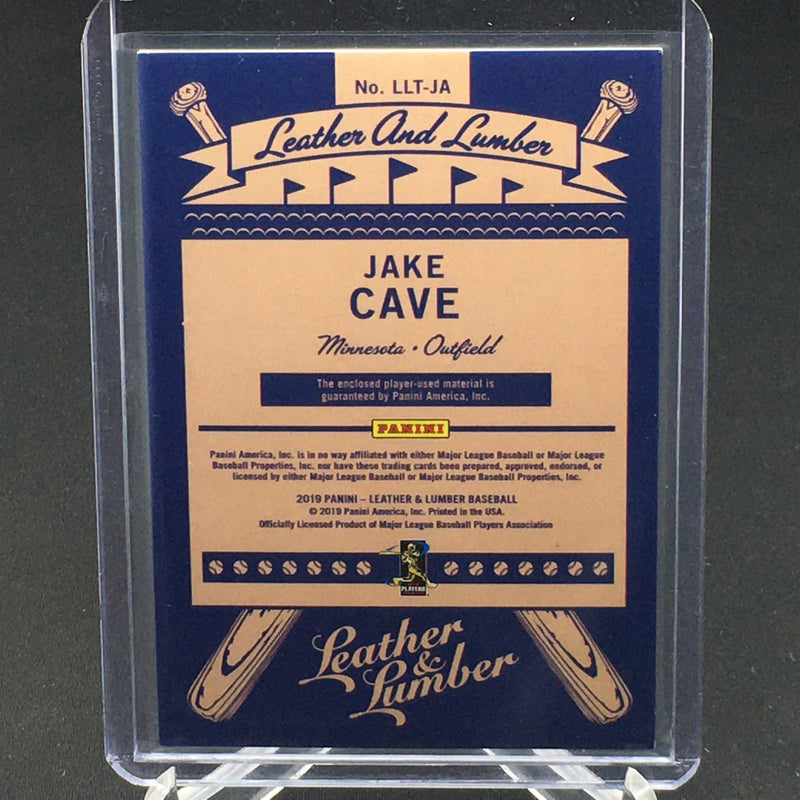 No. LLT-JA
Leather And Lumber
JAKE
CAVE
Minnesota • Outfield
The enclosed player-used material is
guaranteed by Panini America, Inc.
PANINI
Panini America, Inc. is in no way affiliated with either Major League Baseball or Major League
Baseball Properties, Inc. nor have these trading cards been prepared, approved, endorsed, or
licensed by either Major League Baseball or Major League Baseball Properties, Inc.
2019 PANINI – LEATHER & LUMBER BASEBALL
© 2019 Panini America, Inc. Printed in the USA.
Officially Licensed Product of Major League Baseball Players Association
PLAYERS
Leather
&
Lumber